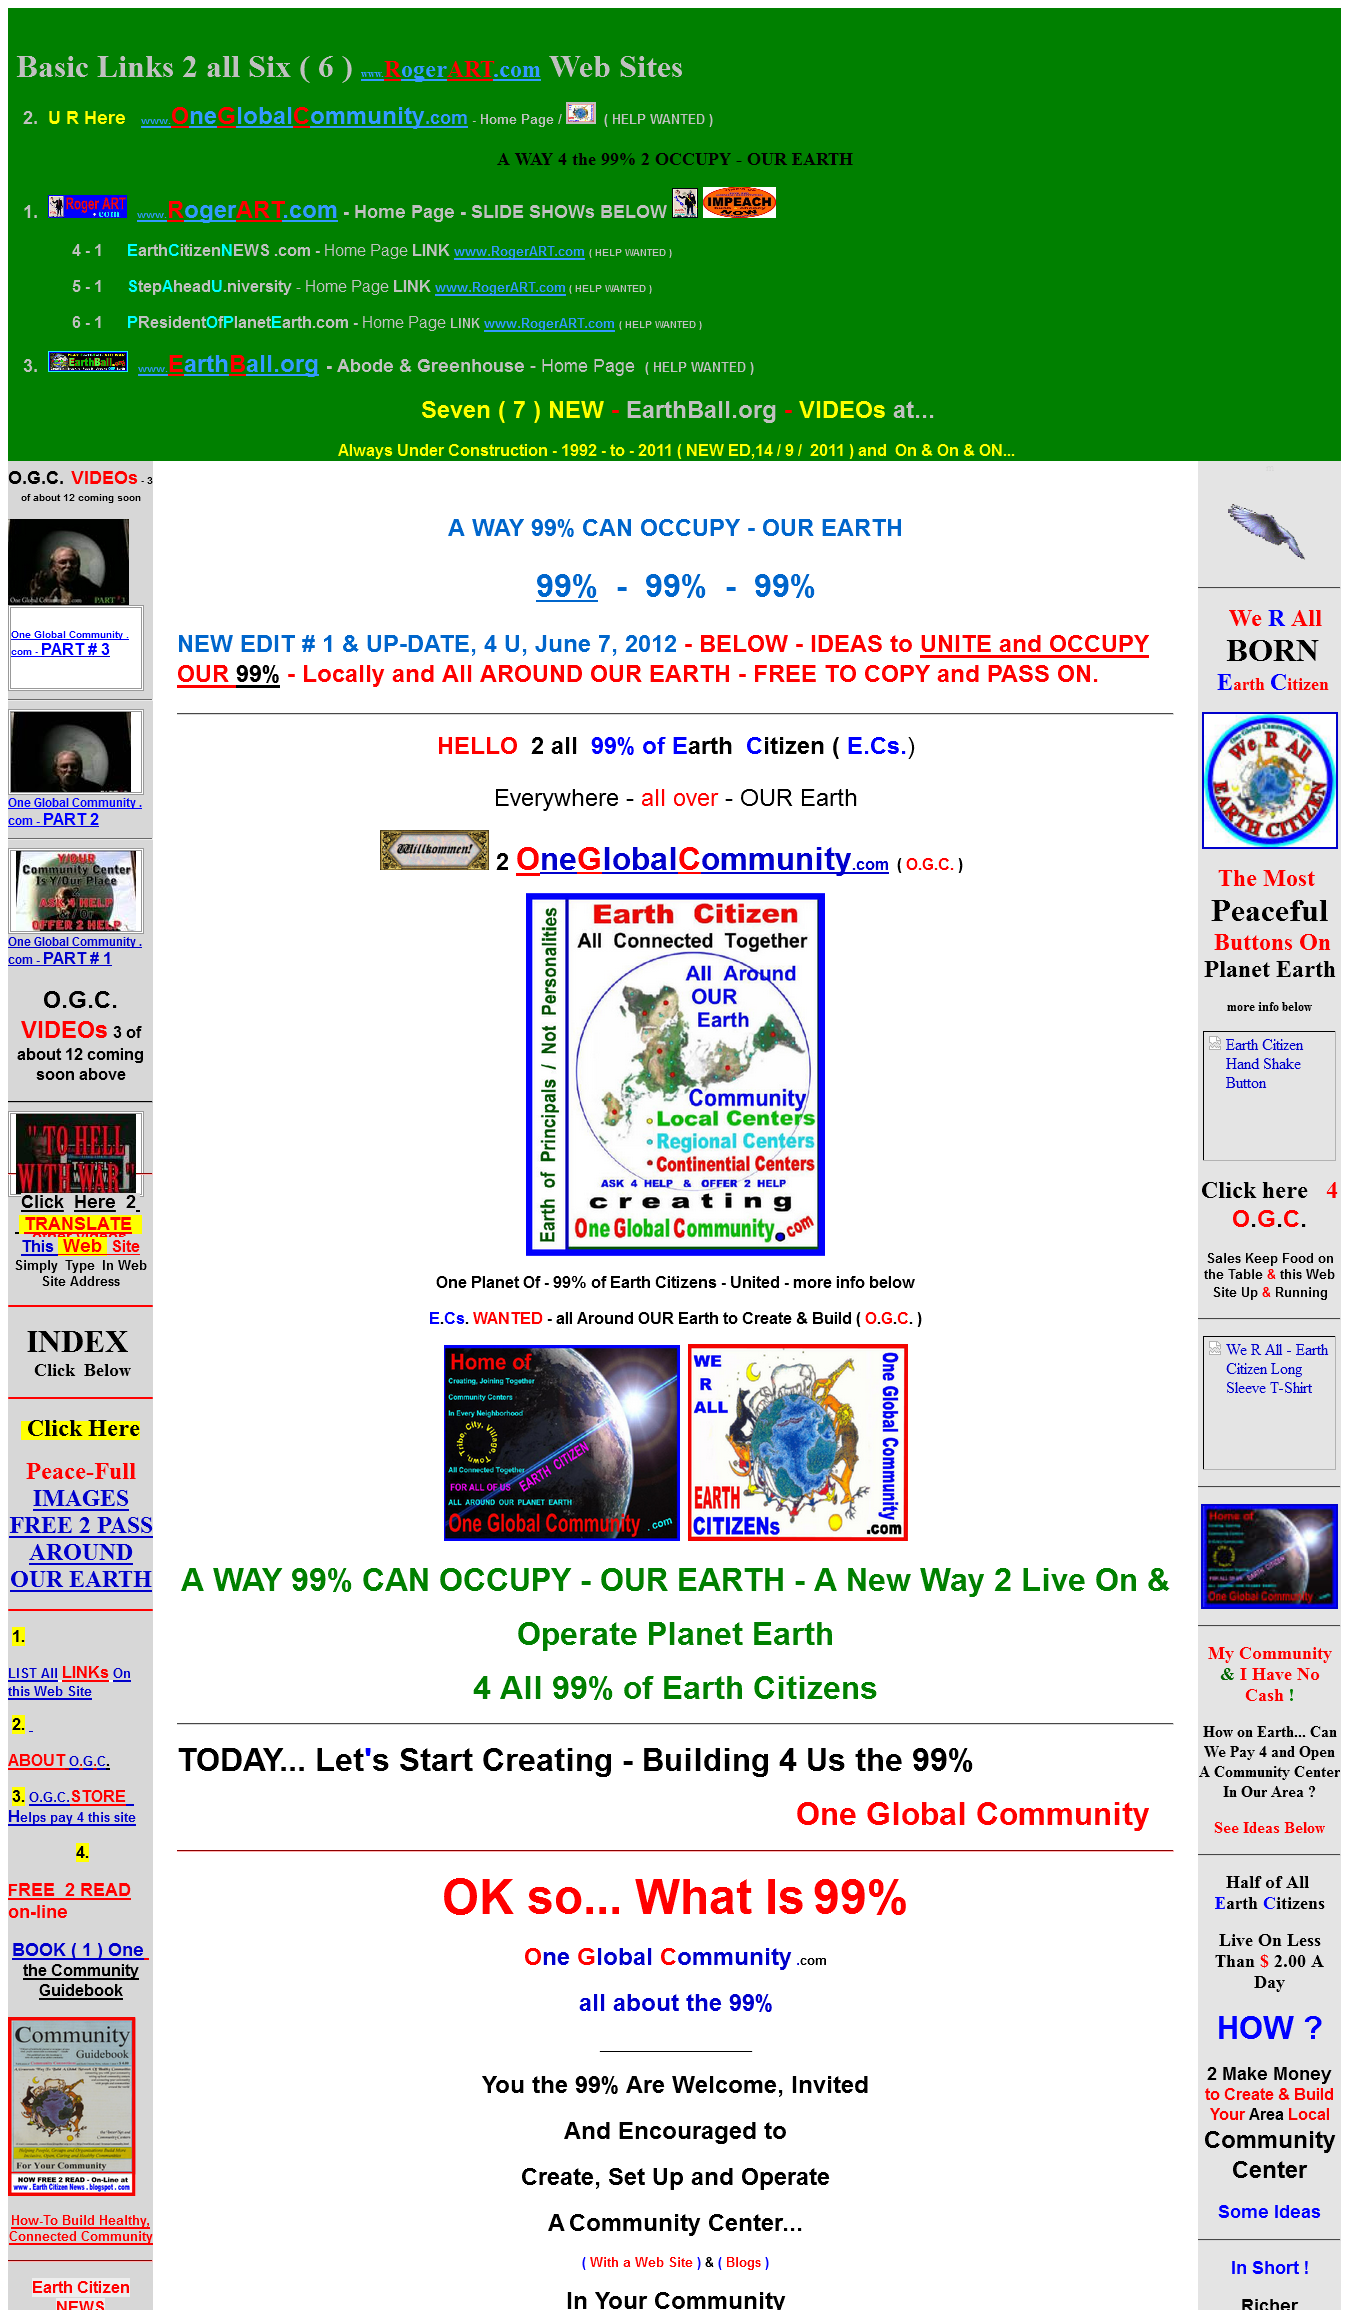 Basic Links 2 all Six ( 6 ) www.RogerART.com Web Sites
2. U R Here www.OneGlobalCommunity.com - Home Page / ( HELP WANTED )
A WAY 4 the 99% 2 OCCUPY - OUR EARTH
1. Roger ART .com www.RogerART.com - Home Page - SLIDE SHOWs BELOW IMPEACH NOW
4 - 1 EarthCitizenNEWS .com - Home Page LINK www.RogerART.com ( HELP WANTED )
5 - 1 StepAheadU.niversity - Home Page LINK www.RogerART.com ( HELP WANTED )
6 - 1 PResidentOfPlanetEarth.com - Home Page LINK www.RogerART.com ( HELP WANTED )
3. EarthBall.org www.EarthBall.org - Abode & Greenhouse - Home Page ( HELP WANTED )
Seven ( 7 ) NEW - EarthBall.org - VIDEOs at...
Always Under Construction - 1992 - to - 2011 ( NEW ED,14 / 9 / 2011 ) and On & On & ON...
O.G.C. VIDEOs - 3
of about 12 coming soon
One Global Community .com PART # 3
One Global Community .
com - PART # 3
One Global Community .
com - PART 2
Y/OUR
Community Center
Is Y/Our Place
2
ASK 4 HELP
& / Or
OFFER 2 HELP
One Global Community .
com - PART # 1
O.G.C.
VIDEOs 3 of
about 12 coming
soon above
" TO HELL
WITH WAR "
Click Here 2
TRANSLATE
This Web Site
Simply Type In Web
Site Address
INDEX
Click Below
Click Here
Peace-Full
IMAGES
FREE 2 PASS
AROUND
OUR EARTH
1.
LIST All LINKs On
this Web Site
2.
ABOUT O.G.C.
3. O.G.C.STORE
Helps pay 4 this site
4.
FREE 2 READ
on-line
BOOK ( 1 ) One
the Community
Guidebook
Community
Guidebook
For Your Community
NOW FREE 2 READ - On-Line at
www . Earth Citizen News . blogspot . com
How-To Build Healthy,
Connected Community
Earth Citizen
NEWS
A WAY 99% CAN OCCUPY - OUR EARTH
99% - 99% - 99%
NEW EDIT # 1 & UP-DATE, 4 U, June 7, 2012 - BELOW - IDEAS to UNITE and OCCUPY
OUR 99% - Locally and All AROUND OUR EARTH - FREE TO COPY and PASS ON.
HELLO 2 all 99% of Earth Citizen ( E.Cs.)
Everywhere - all over - OUR Earth
Willkommen! 2 OneGlobalCommunity.com ( O.G.C. )
Earth of Principals / Not Personalities
Earth Citizen
All Connected Together
All Around
OUR
Earth
Community
Local Centers
Regional Centers
Continental Centers
ASK 4 HELP & OFFER 2 HELP
creating
One Global Community.com
One Planet Of - 99% of Earth Citizens - United - more info below
E.Cs. WANTED - all Around OUR Earth to Create & Build ( O.G.C. )
Home of
Creating, Joining Together
Community Centers
In Every Neighborhood
Tribe, City, Village, Town,
All Connected Together
EARTH CITIZEN
FOR ALL OF US
ALL AROUND OUR PLANET EARTH
One Global Community .com
WE
R
ALL
One Global Community
EARTH
CITIZENs
.com
A WAY 99% CAN OCCUPY - OUR EARTH - A New Way 2 Live On &
Operate Planet Earth
4 All 99% of Earth Citizens
TODAY... Let's Start Creating - Building 4 Us the 99%
One Global Community
OK so... What Is 99%
One Global Community .com
all about the 99%
You the 99% Are Welcome, Invited
And Encouraged to
Create, Set Up and Operate
A Community Center...
( With a Web Site ) & ( Blogs )
In Your Community
We R All
BORN
Earth Citizen
One Global Community .com
We R All
EARTH CITIZEN
The Most
Peaceful
Buttons On
Planet Earth
more info below
Earth Citizen
Hand Shake
Button
Click here 4
O.G.C.
Sales Keep Food on
the Table & this Web
Site Up & Running
We R All - Earth
Citizen Long
Sleeve T-Shirt
Home of
EARTH CITIZEN
One Global Community
My Community
& I Have No
Cash !
How on Earth... Can
We Pay 4 and Open
A Community Center
In Our Area ?
See Ideas Below
Half of All
Earth Citizens
Live On Less
Than $ 2.00 A
Day
HOW ?
2 Make Money
to Create & Build
Your Area Local
Community
Center
Some Ideas
In Short !
Richer